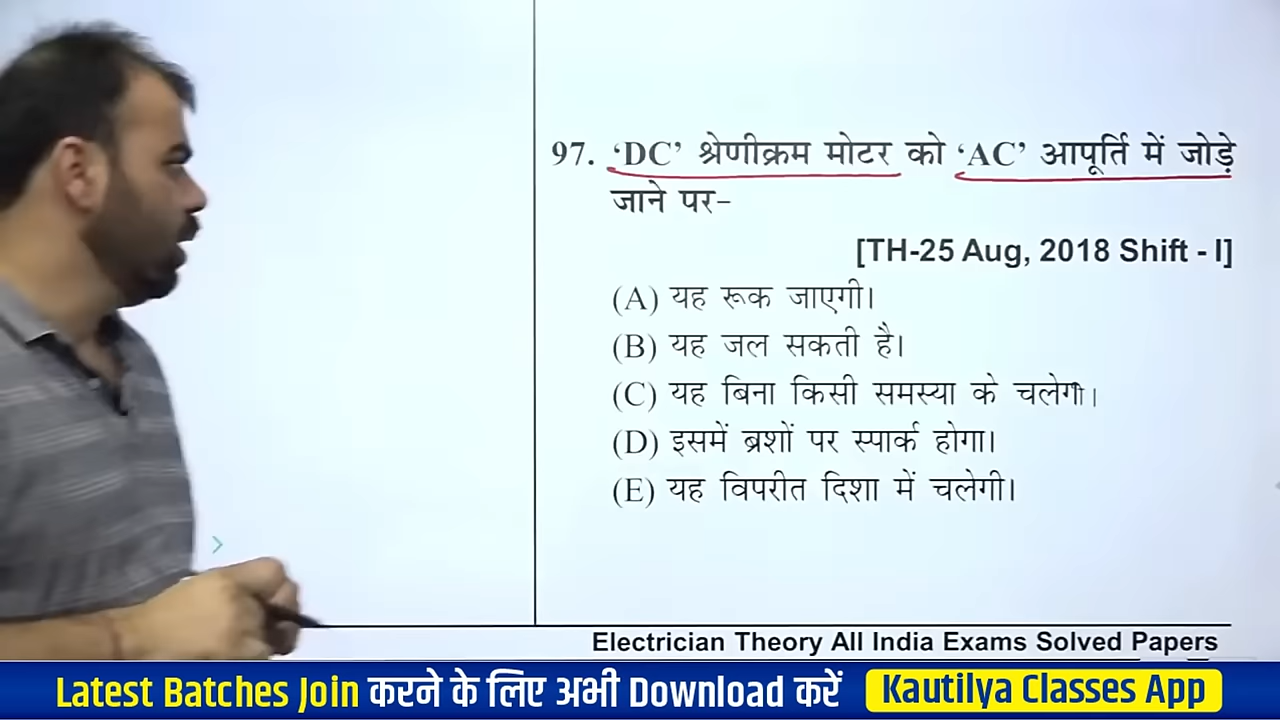 97. ‘DC’ श्रेणीक्रम मोटर को ‘AC’ आपूर्ति में जोड़े
जाने पर–
[TH-25 Aug, 2018 Shift - I]
(A) यह रूक जाएगी।
(B) यह जल सकती है।
(C) यह बिना किसी समस्या के चलेगी।
(D) इसमें ब्रशों पर स्पार्क होगा।
(E) यह विपरीत दिशा में चलेगी।
Electrician Theory All India Exams Solved Papers
Latest Batches Join करने के लिए अभी Download करें Kautilya Classes App